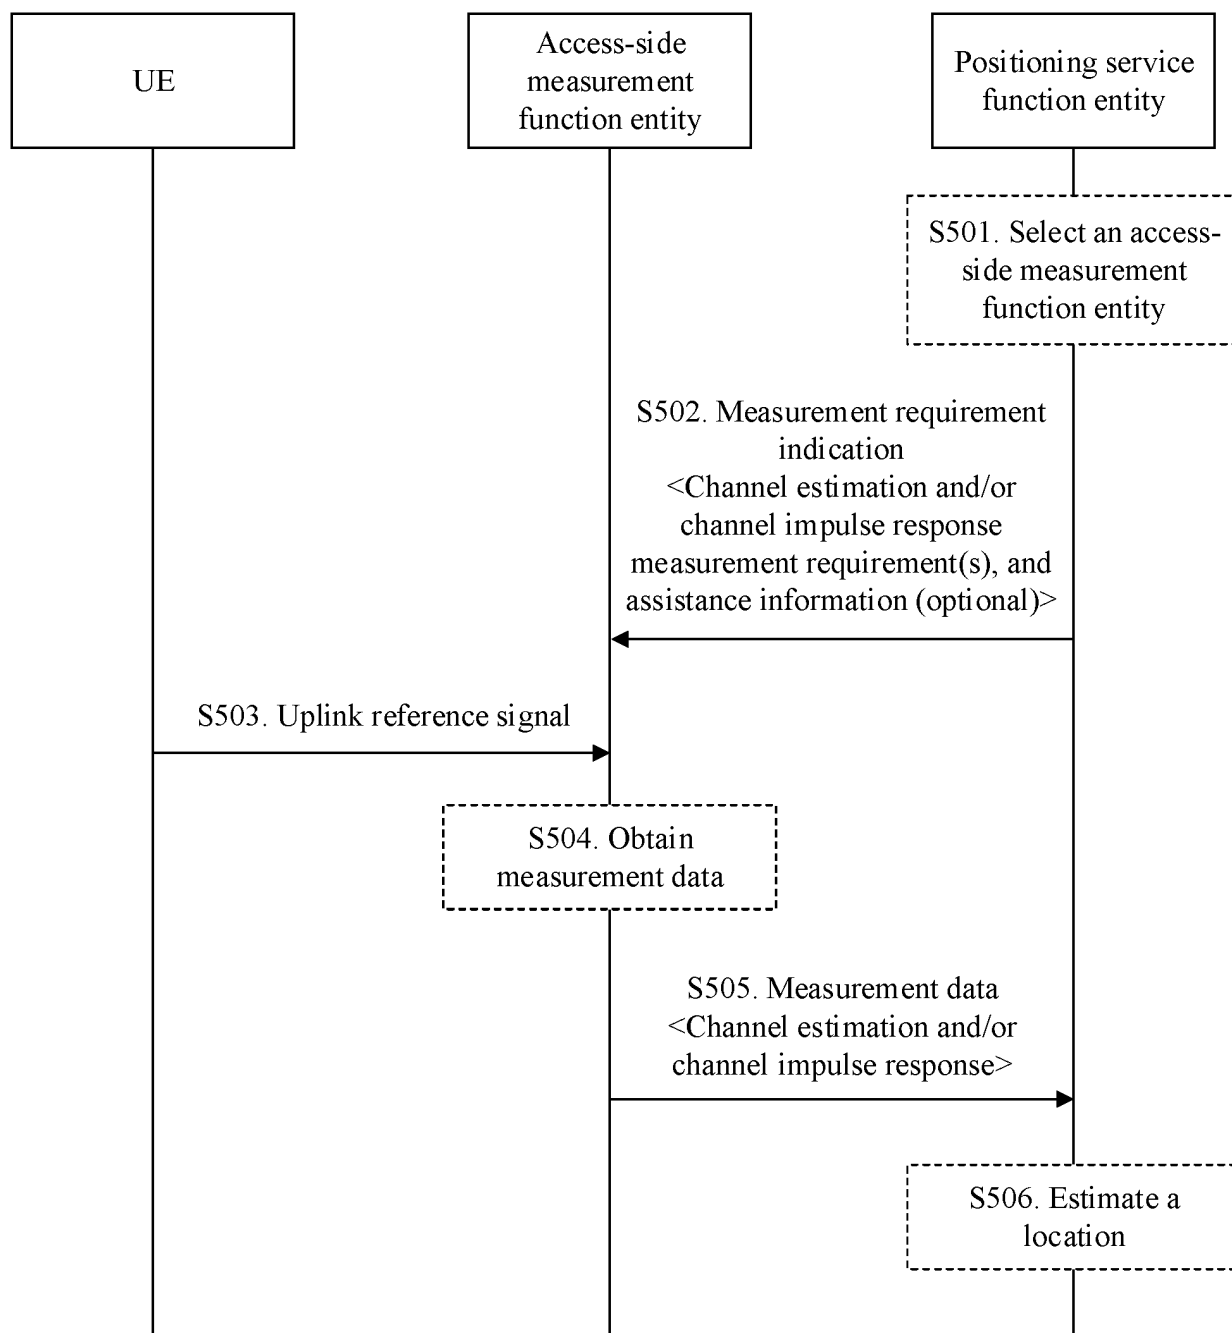 UE
Access-side
measurement
function entity
Positioning service
function entity
S501. Select an access-
side measurement
function entity
S502. Measurement requirement
indication
<Channel estimation and/or
channel impulse response
measurement requirement(s), and
assistance information (optional)>
S503. Uplink reference signal
S504. Obtain
measurement data
S505. Measurement data
<Channel estimation and/or
channel impulse response>
S506. Estimate a
location